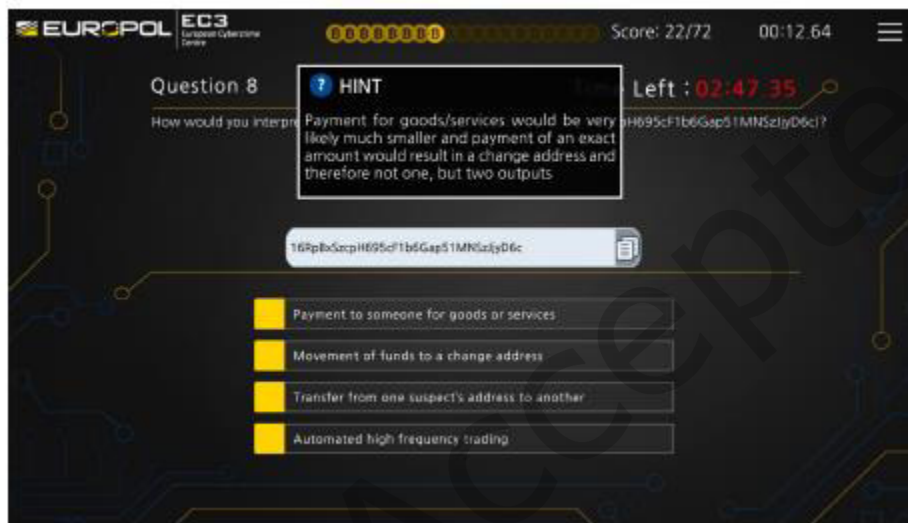 EUROPOL EC3
European Cybercrime
Centre
BBBBBBBB
Score: 22/72
00:12.64
Question 8
Left : 02:47:35
How would you interpre
? HINT
Payment for goods/services would be very
likely much smaller and payment of an exact
amount would result in a change address and
therefore not one, but two outputs
Payment to someone for goods or services
Movement of funds to a change address
Transfer from one suspect's address to another
Automated high frequency trading
Accepte